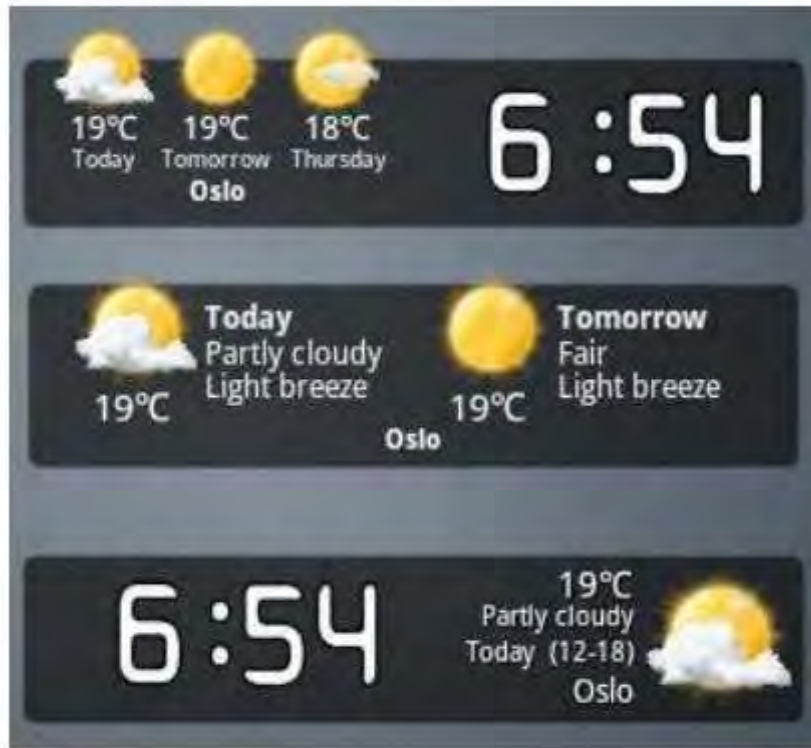 19°C 19°C 18°C
Today Tomorrow Thursday
Oslo
6:54
Today
Partly cloudy
Light breeze
19°C
Tomorrow
Fair
Light breeze
19°C
Oslo
6:54
19°C
Partly cloudy
Today (12-18)
Oslo